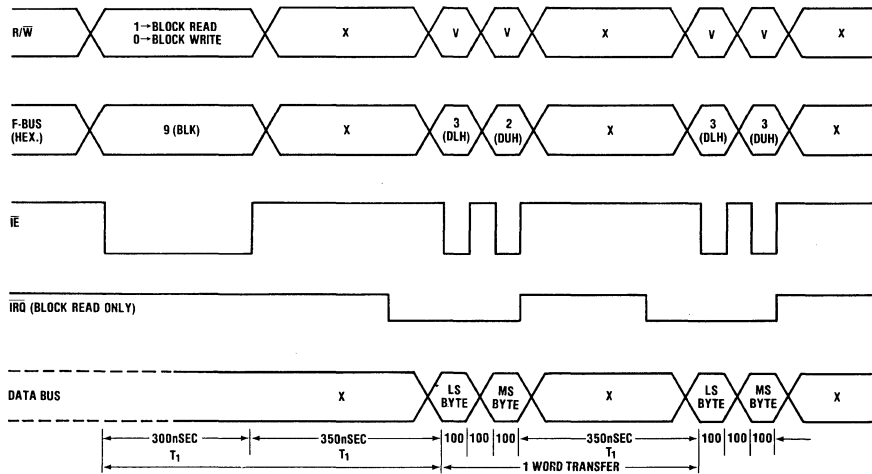 R/W̅ 1→BLOCK READ 0→BLOCK WRITE X V V X V V X
F-BUS (HEX.) 9 (BLK) X 3 (DLH) 2 (DUH) X 3 (DLH) 3 (DUH) X
I̅E̅
I̅R̅Q̅ (BLOCK READ ONLY)
DATA BUS X LS BYTE MS BYTE X LS BYTE MS BYTE X
300nSEC 350nSEC 100 100 100 350nSEC 100 100 100
T₁ T₁ T₁
1 WORD TRANSFER